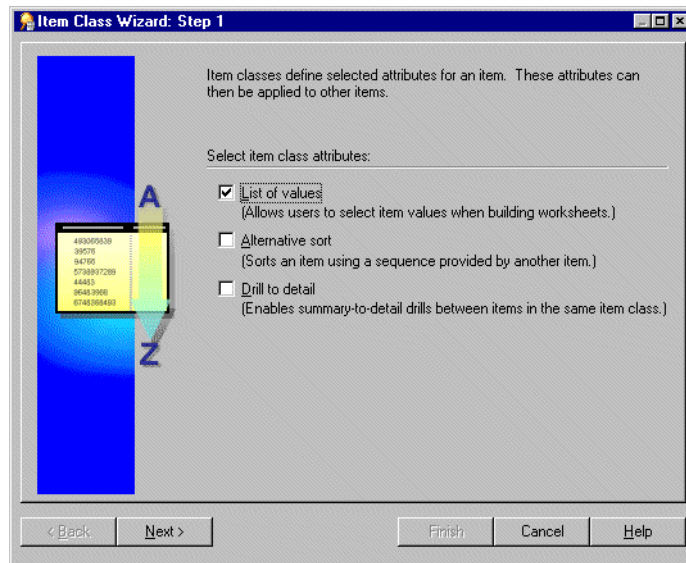 Item Class Wizard: Step 1
Item classes define selected attributes for an item. These attributes can
then be applied to other items.
Select item class attributes:
List of values
(Allows users to select item values when building worksheets.)
Alternative sort
(Sorts an item using a sequence provided by another item.)
Drill to detail
(Enables summary-to-detail drills between items in the same item class.)
A
39576
94766
44463
Z
< Back
Next >
Finish
Cancel
Help